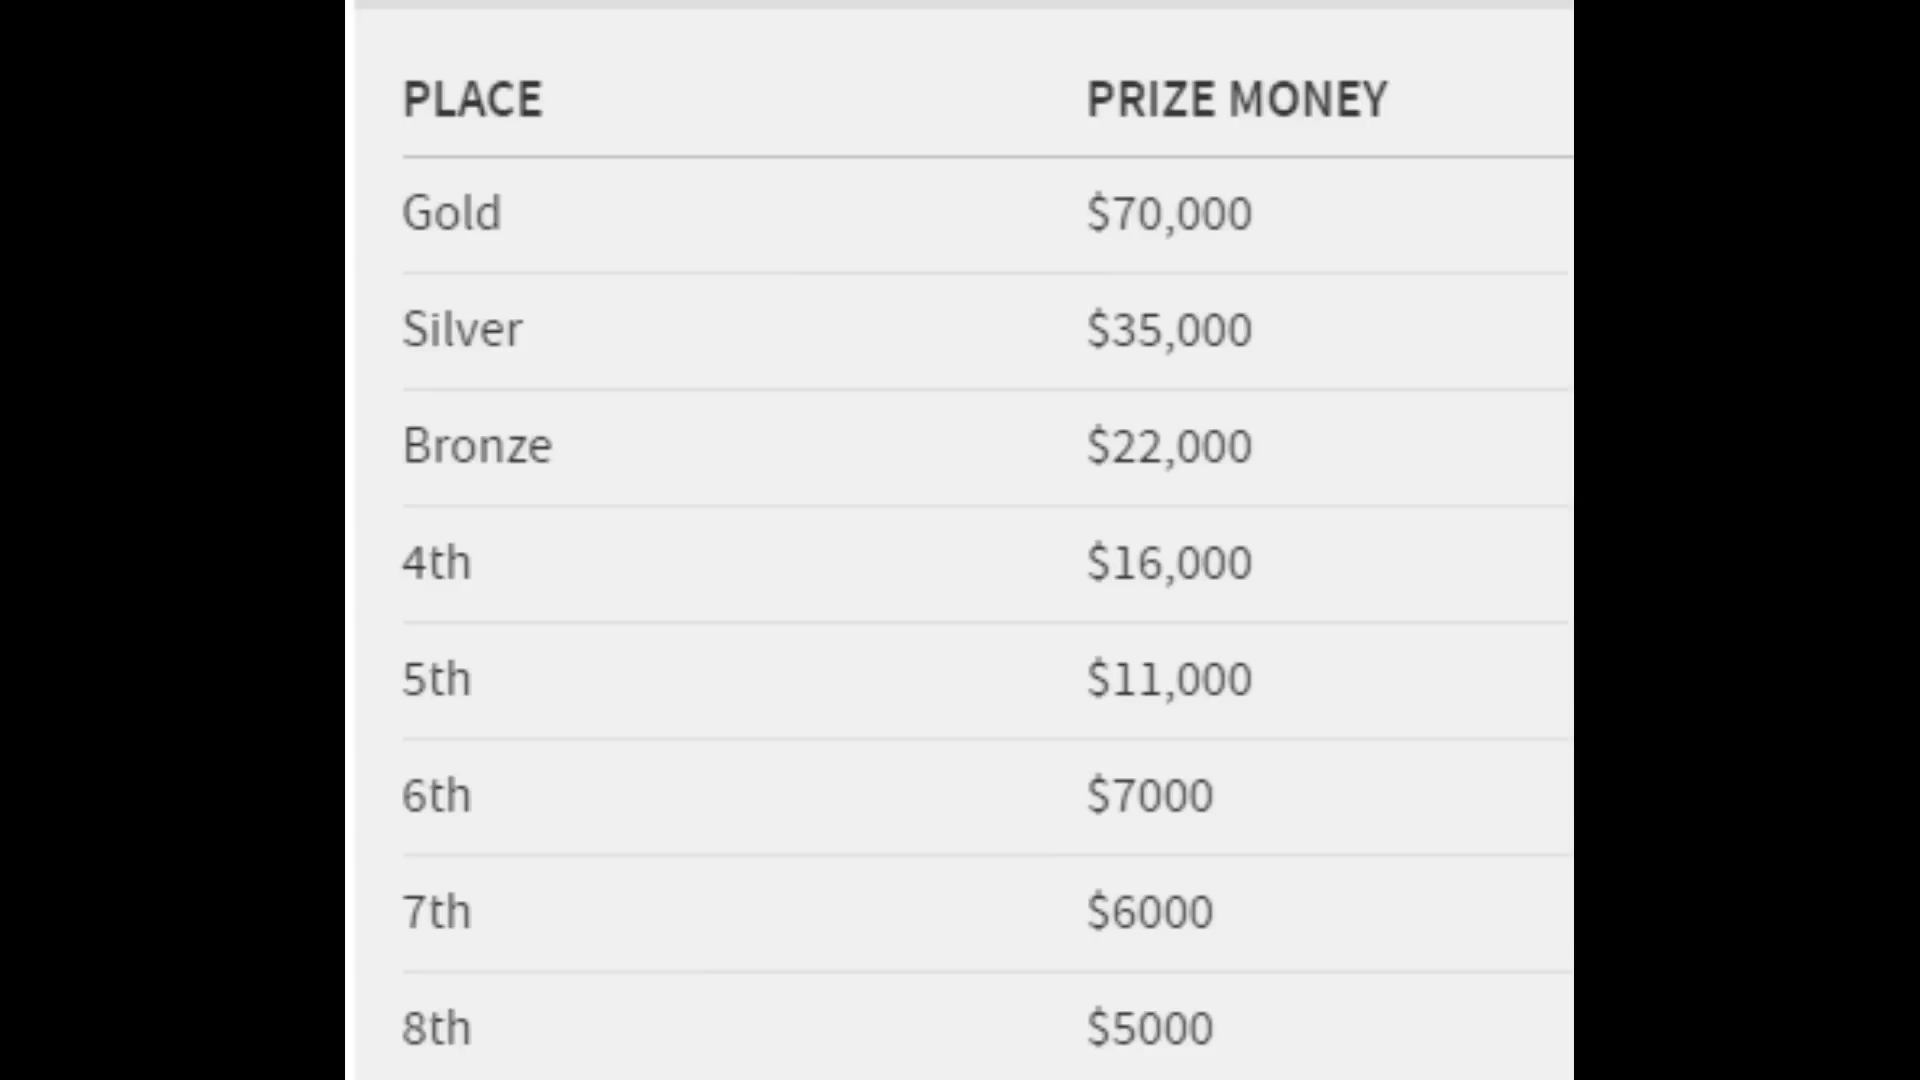 PLACE PRIZE MONEY
Gold $70,000
Silver $35,000
Bronze $22,000
4th $16,000
5th $11,000
6th $7000
7th $6000
8th $5000